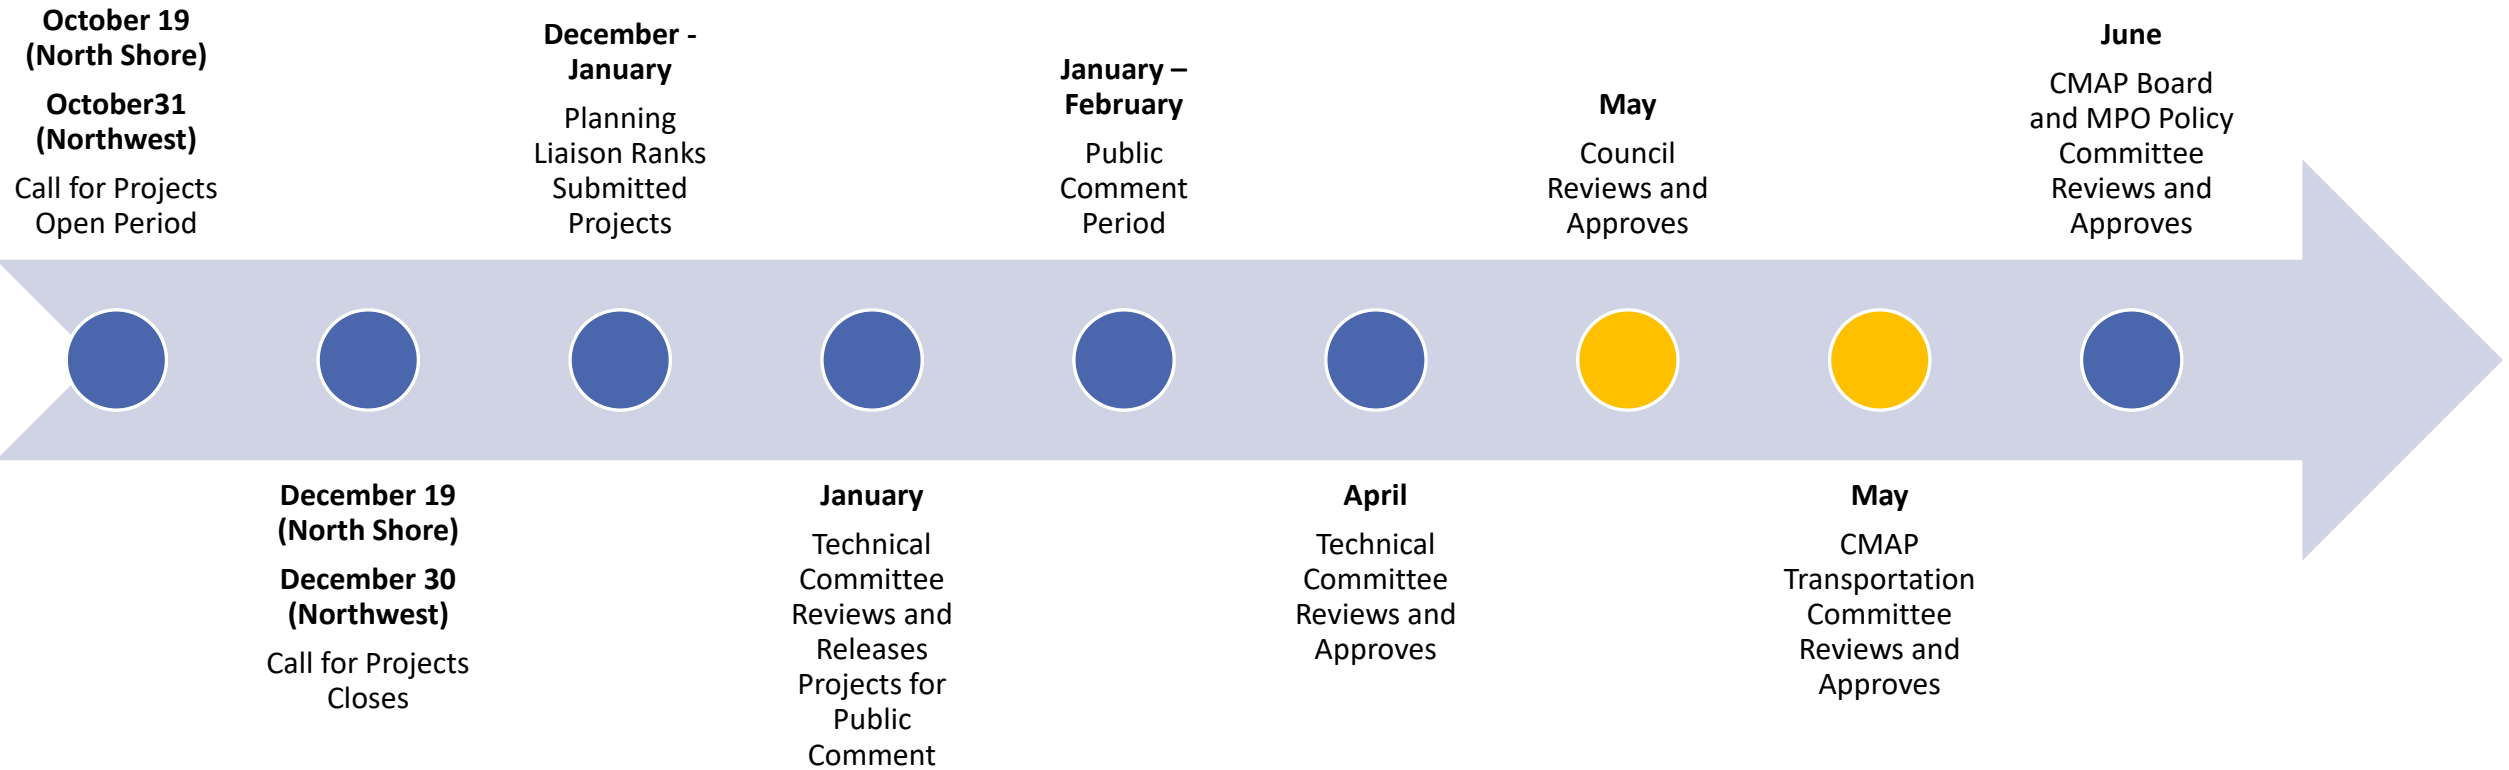 October 19
(North Shore)
October31
(Northwest)
Call for Projects
Open Period
December 19
(North Shore)
December 30
(Northwest)
Call for Projects
Closes
December -
January
Planning
Liaison Ranks
Submitted
Projects
January
Technical
Committee
Reviews and
Releases
Projects for
Public
Comment
January –
February
Public
Comment
Period
April
Technical
Committee
Reviews and
Approves
May
Council
Reviews and
Approves
May
CMAP
Transportation
Committee
Reviews and
Approves
June
CMAP Board
and MPO Policy
Committee
Reviews and
Approves